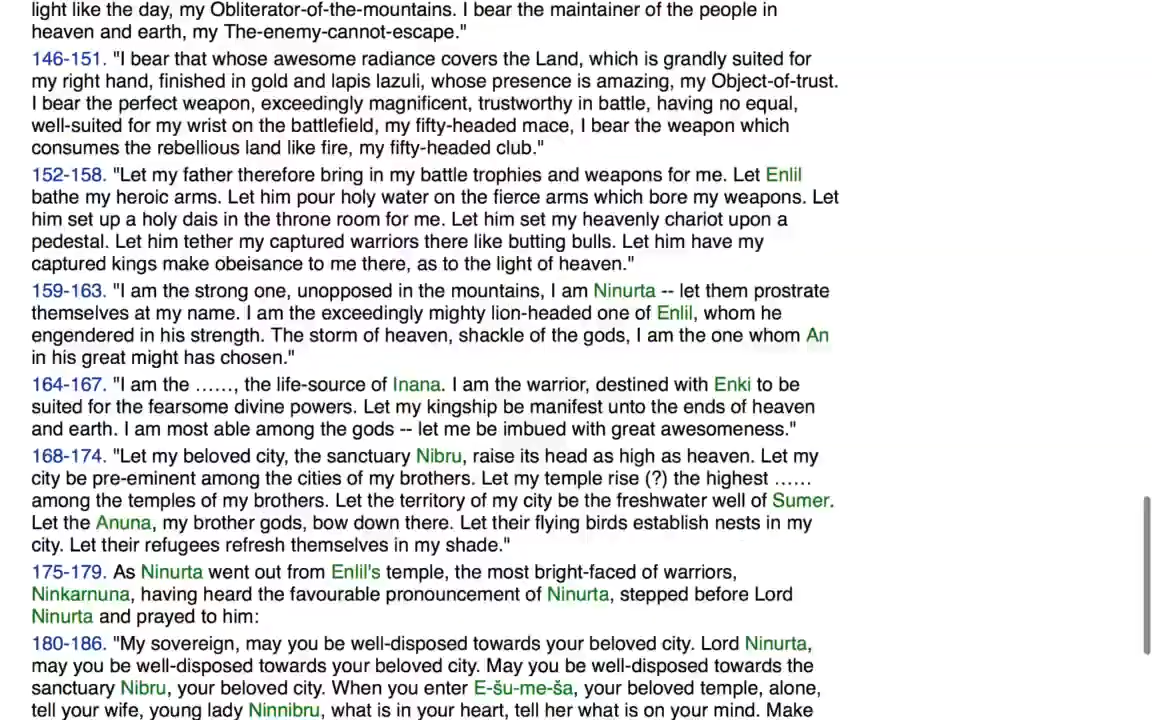 light like the day, my Obliterator-of-the-mountains. I bear the maintainer of the people in
heaven and earth, my The-enemy-cannot-escape."
146-151. "I bear that whose awesome radiance covers the Land, which is grandly suited for
my right hand, finished in gold and lapis lazuli, whose presence is amazing, my Object-of-trust.
I bear the perfect weapon, exceedingly magnificent, trustworthy in battle, having no equal,
well-suited for my wrist on the battlefield, my fifty-headed mace, I bear the weapon which
consumes the rebellious land like fire, my fifty-headed club."
152-158. "Let my father therefore bring in my battle trophies and weapons for me. Let Enlil
bathe my heroic arms. Let him pour holy water on the fierce arms which bore my weapons. Let
him set up a holy dais in the throne room for me. Let him set my heavenly chariot upon a
pedestal. Let him tether my captured warriors there like butting bulls. Let him have my
captured kings make obeisance to me there, as to the light of heaven."
159-163. "I am the strong one, unopposed in the mountains, I am Ninurta -- let them prostrate
themselves at my name. I am the exceedingly mighty lion-headed one of Enlil, whom he
engendered in his strength. The storm of heaven, shackle of the gods, I am the one whom An
in his great might has chosen."
164-167. "I am the ……, the life-source of Inana. I am the warrior, destined with Enki to be
suited for the fearsome divine powers. Let my kingship be manifest unto the ends of heaven
and earth. I am most able among the gods -- let me be imbued with great awesomeness."
168-174. "Let my beloved city, the sanctuary Nibru, raise its head as high as heaven. Let my
city be pre-eminent among the cities of my brothers. Let my temple rise (?) the highest ……
among the temples of my brothers. Let the territory of my city be the freshwater well of Sumer.
Let the Anuna, my brother gods, bow down there. Let their flying birds establish nests in my
city. Let their refugees refresh themselves in my shade."
175-179. As Ninurta went out from Enlil's temple, the most bright-faced of warriors,
Ninkarnuna, having heard the favourable pronouncement of Ninurta, stepped before Lord
Ninurta and prayed to him:
180-186. "My sovereign, may you be well-disposed towards your beloved city. Lord Ninurta,
may you be well-disposed towards your beloved city. May you be well-disposed towards the
sanctuary Nibru, your beloved city. When you enter E-šu-me-ša, your beloved temple, alone,
tell your wife, young lady Ninnibru, what is in your heart, tell her what is on your mind. Make